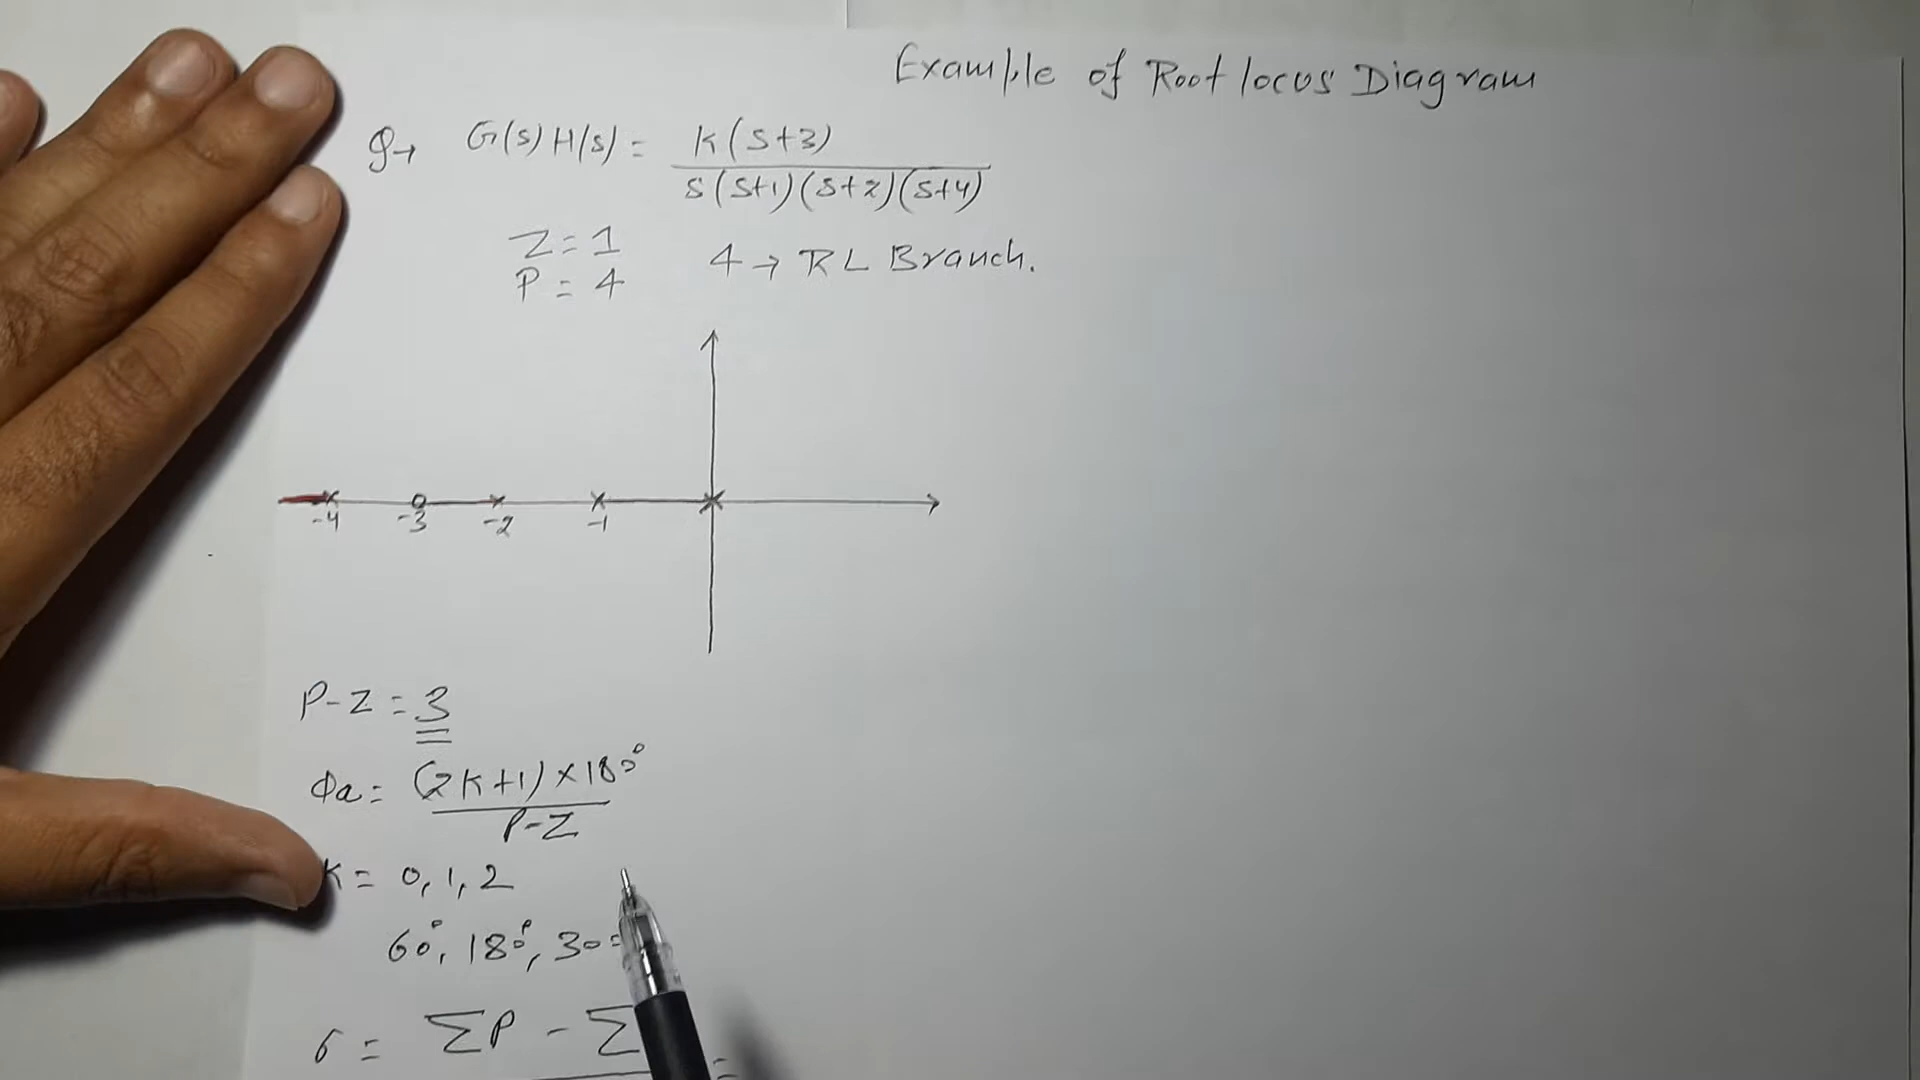 Example of Root locus Diagram
Q→ G(s) H(s) = K(s+3)
s(s+1)(s+2)(s+4)
Z = 1
P = 4
4 → RL Branch.
-4 -3 -2 -1
P-Z = 3
Φa = (2K+1) × 180°
P-Z
K = 0, 1, 2
60°, 180°, 300
σ = ΣP - Σ
=